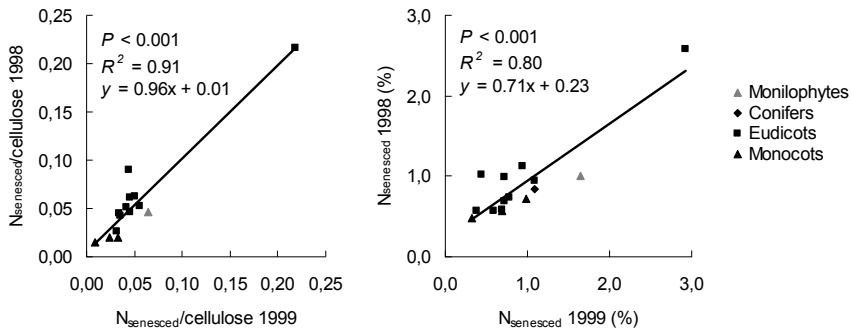 P < 0.001
R² = 0.91
y = 0.96x + 0.01
0,25
0,20
0,15
0,10
0,05
0,00
0,00 0,05 0,10 0,15 0,20 0,25
Nsenesced/cellulose 1998
Nsenesced/cellulose 1999
P < 0.001
R² = 0.80
y = 0.71x + 0.23
3,0
2,0
1,0
0,0
0,0 1,0 2,0 3,0
Nsenesced 1998 (%)
Nsenesced 1999 (%)
Monilophytes
Conifers
Eudicots
Monocots